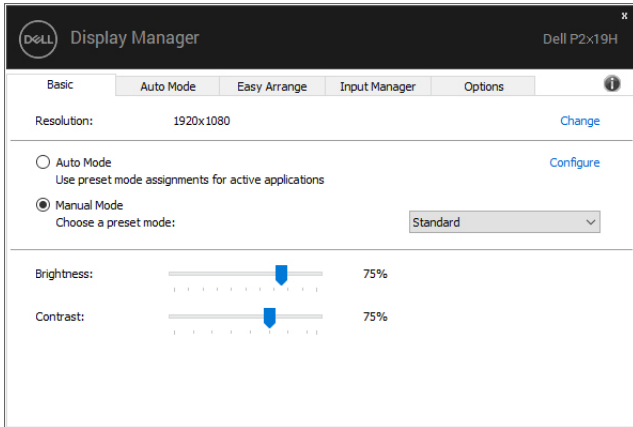 x
DELL Display Manager Dell P2x19H
Basic Auto Mode Easy Arrange Input Manager Options i
Resolution: 1920x1080 Change
Auto Mode Configure
Use preset mode assignments for active applications
Manual Mode
Choose a preset mode: Standard
Brightness: 75%
Contrast: 75%